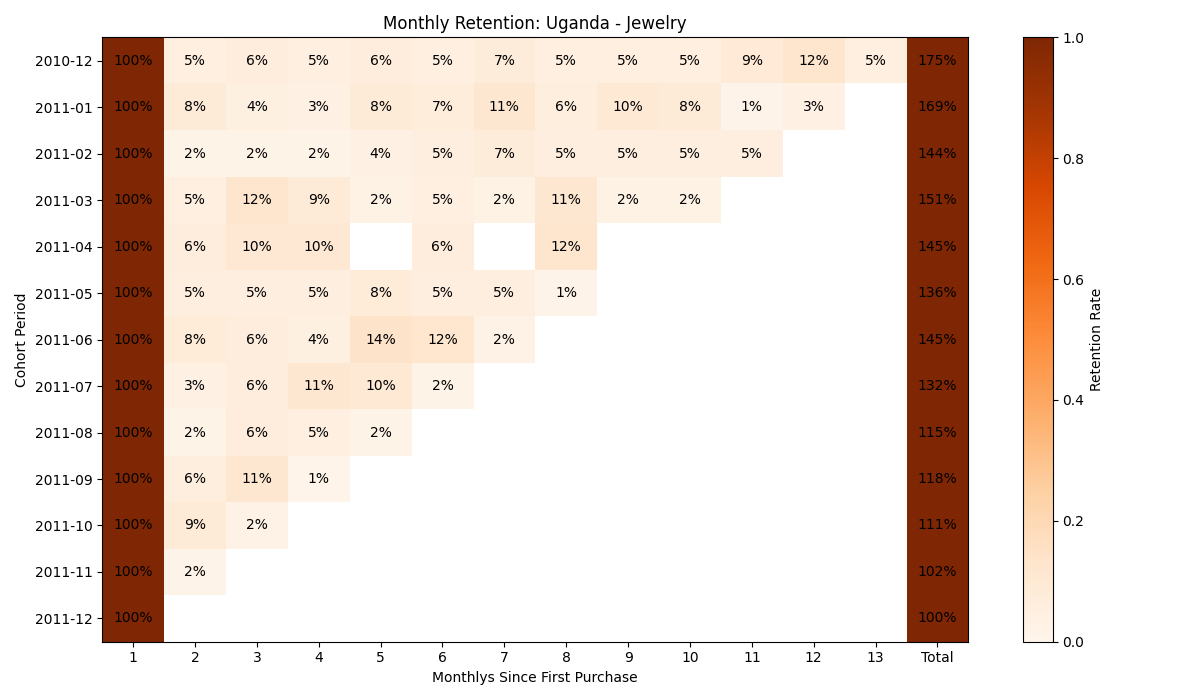 Monthly Retention: Uganda - Jewelry
2010-12 100% 5% 6% 5% 6% 5% 7% 5% 5% 5% 9% 12% 5% 175%
2011-01 100% 8% 4% 3% 8% 7% 11% 6% 10% 8% 1% 3% 169%
2011-02 100% 2% 2% 2% 4% 5% 7% 5% 5% 5% 5% 144%
2011-03 100% 5% 12% 9% 2% 5% 2% 11% 2% 2% 151%
2011-04 100% 6% 10% 10% 6% 12% 145%
2011-05 100% 5% 5% 5% 8% 5% 5% 1% 136%
2011-06 100% 8% 6% 4% 14% 12% 2% 145%
2011-07 100% 3% 6% 11% 10% 2% 132%
2011-08 100% 2% 6% 5% 2% 115%
2011-09 100% 6% 11% 1% 118%
2011-10 100% 9% 2% 111%
2011-11 100% 2% 102%
2011-12 100% 100%
1 2 3 4 5 6 7 8 9 10 11 12 13 Total
Monthlys Since First Purchase
Cohort Period
1.0
0.8
0.6
0.4
0.2
0.0
Retention Rate